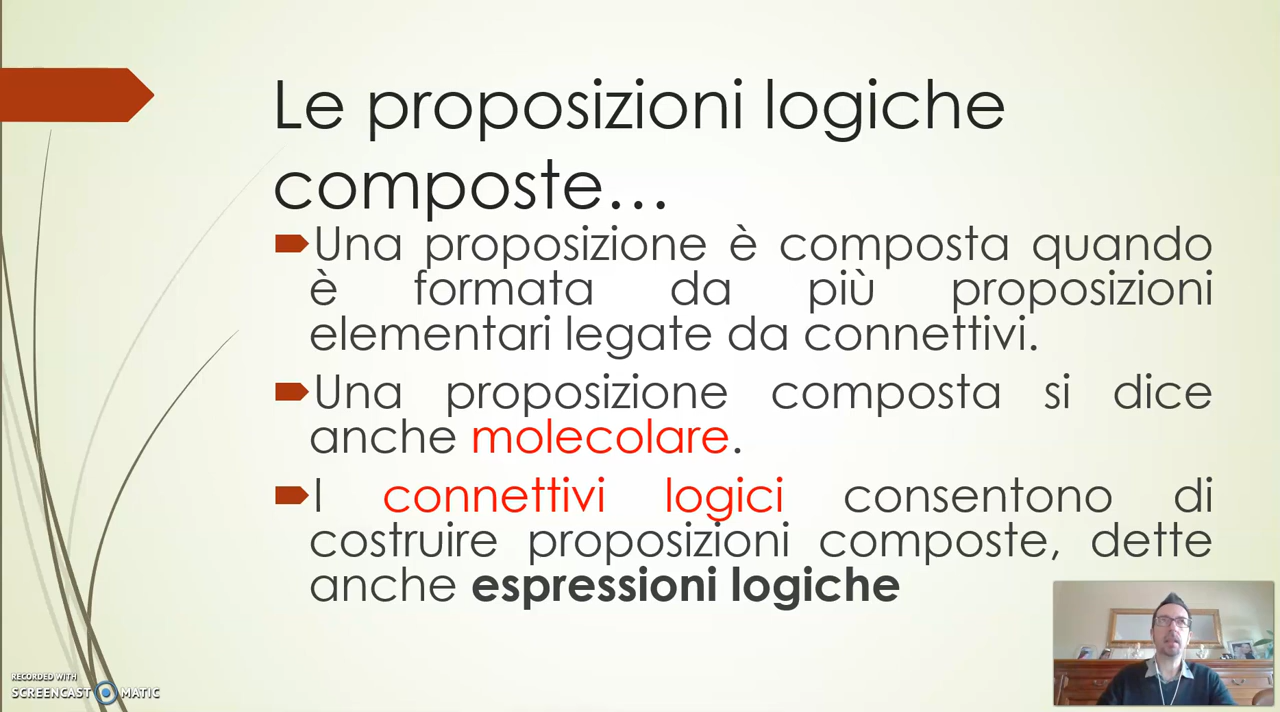 Le proposizioni logiche
composte…
Una proposizione è composta quando
è formata da più proposizioni
elementari legate da connettivi.
Una proposizione composta si dice
anche molecolare.
I connettivi logici consentono di
costruire proposizioni composte, dette
anche espressioni logiche
RECORDED WITH
SCREENCAST MATIC